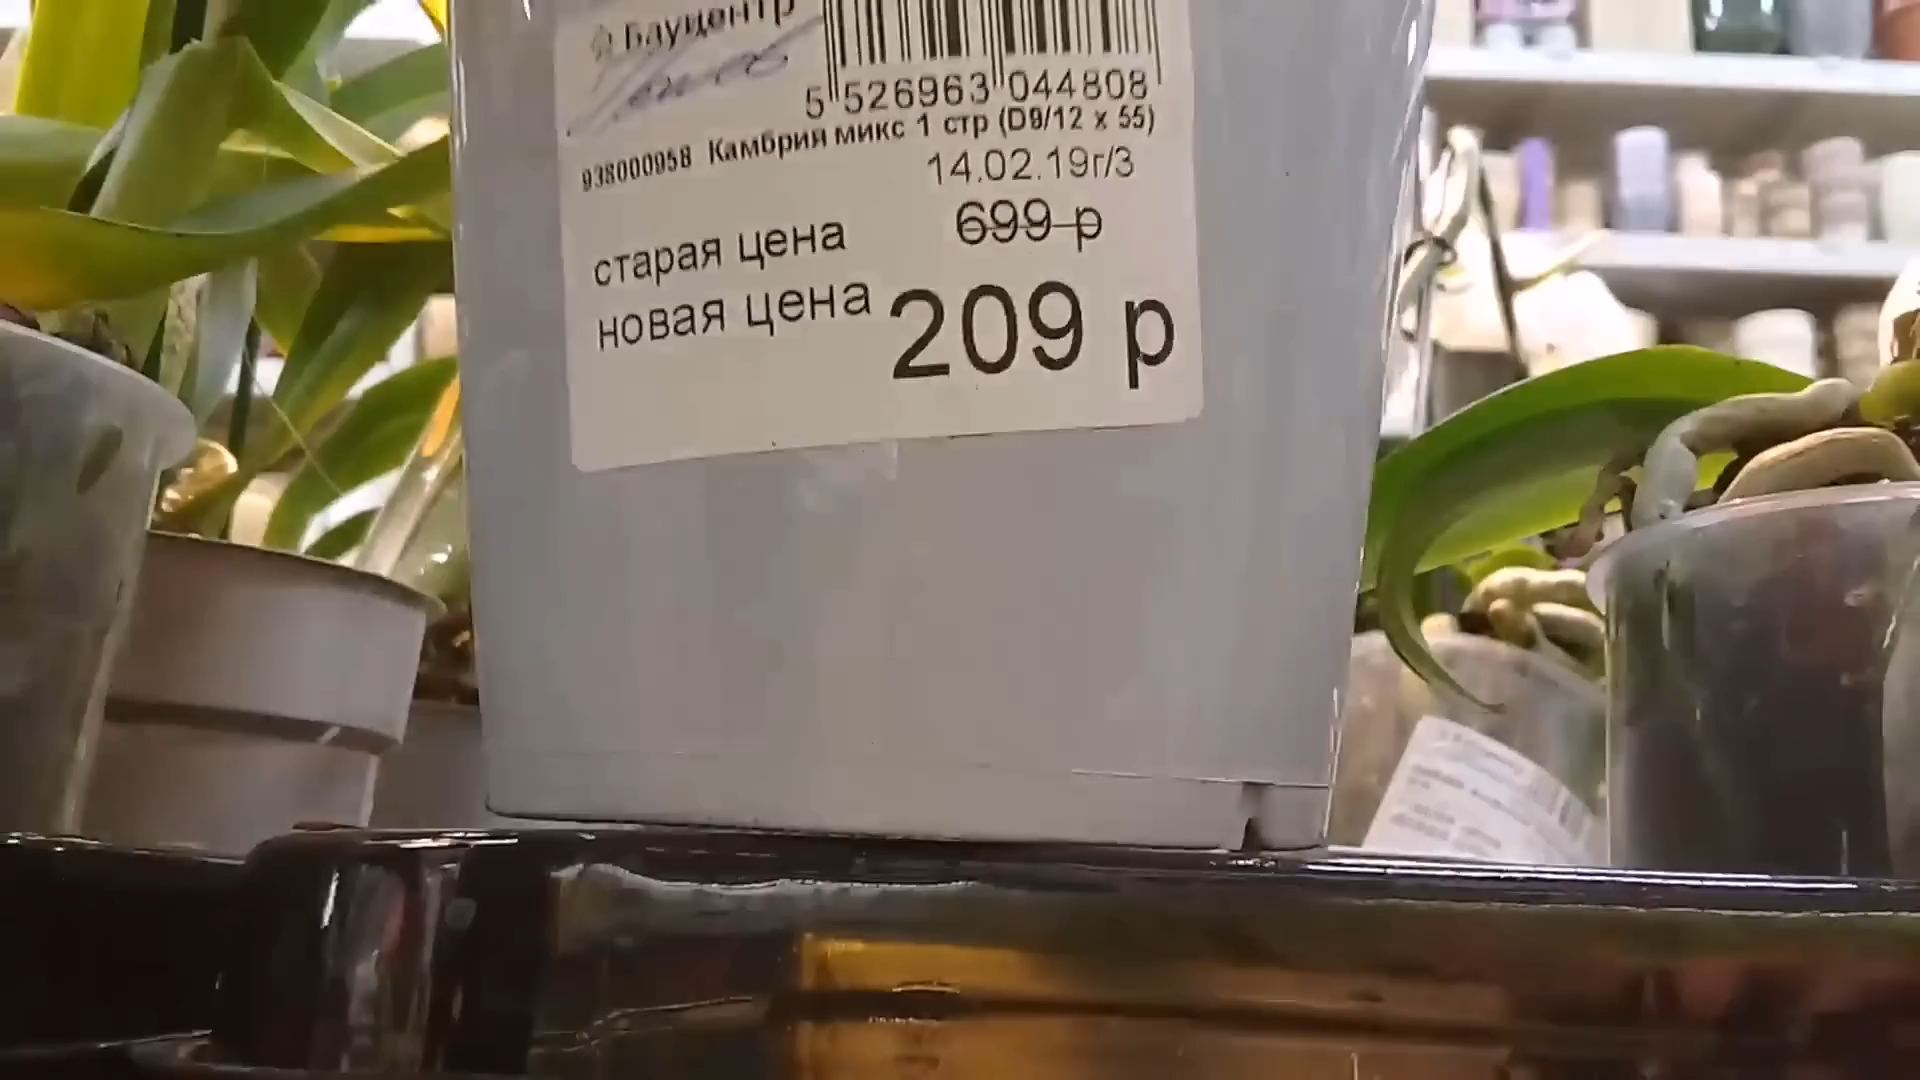 Бауцентр
5 526963 044808
938000958 Камбрия микс 1 стр (D9/12 x 55)
14.02.19г/3
старая цена 699 р
новая цена 209 р